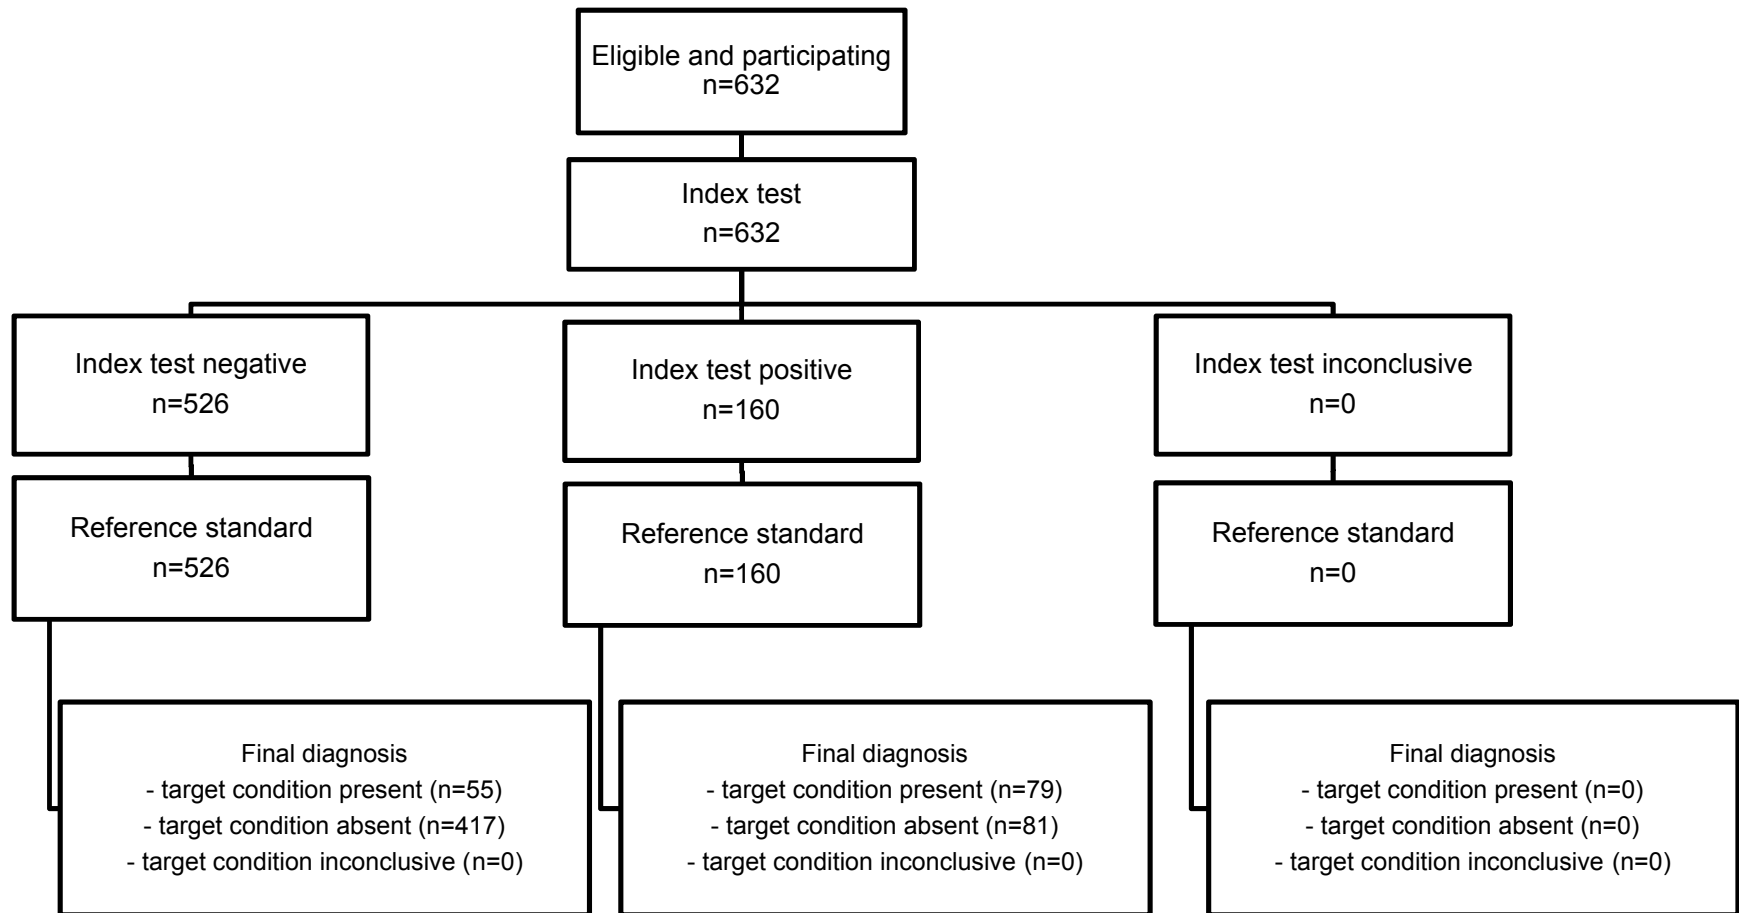 Eligible and participating
n=632
Index test
n=632
Index test negative
n=526
Index test positive
n=160
Index test inconclusive
n=0
Reference standard
n=526
Reference standard
n=160
Reference standard
n=0
Final diagnosis
- target condition present (n=55)
- target condition absent (n=417)
- target condition inconclusive (n=0)
Final diagnosis
- target condition present (n=79)
- target condition absent (n=81)
- target condition inconclusive (n=0)
Final diagnosis
- target condition present (n=0)
- target condition absent (n=0)
- target condition inconclusive (n=0)